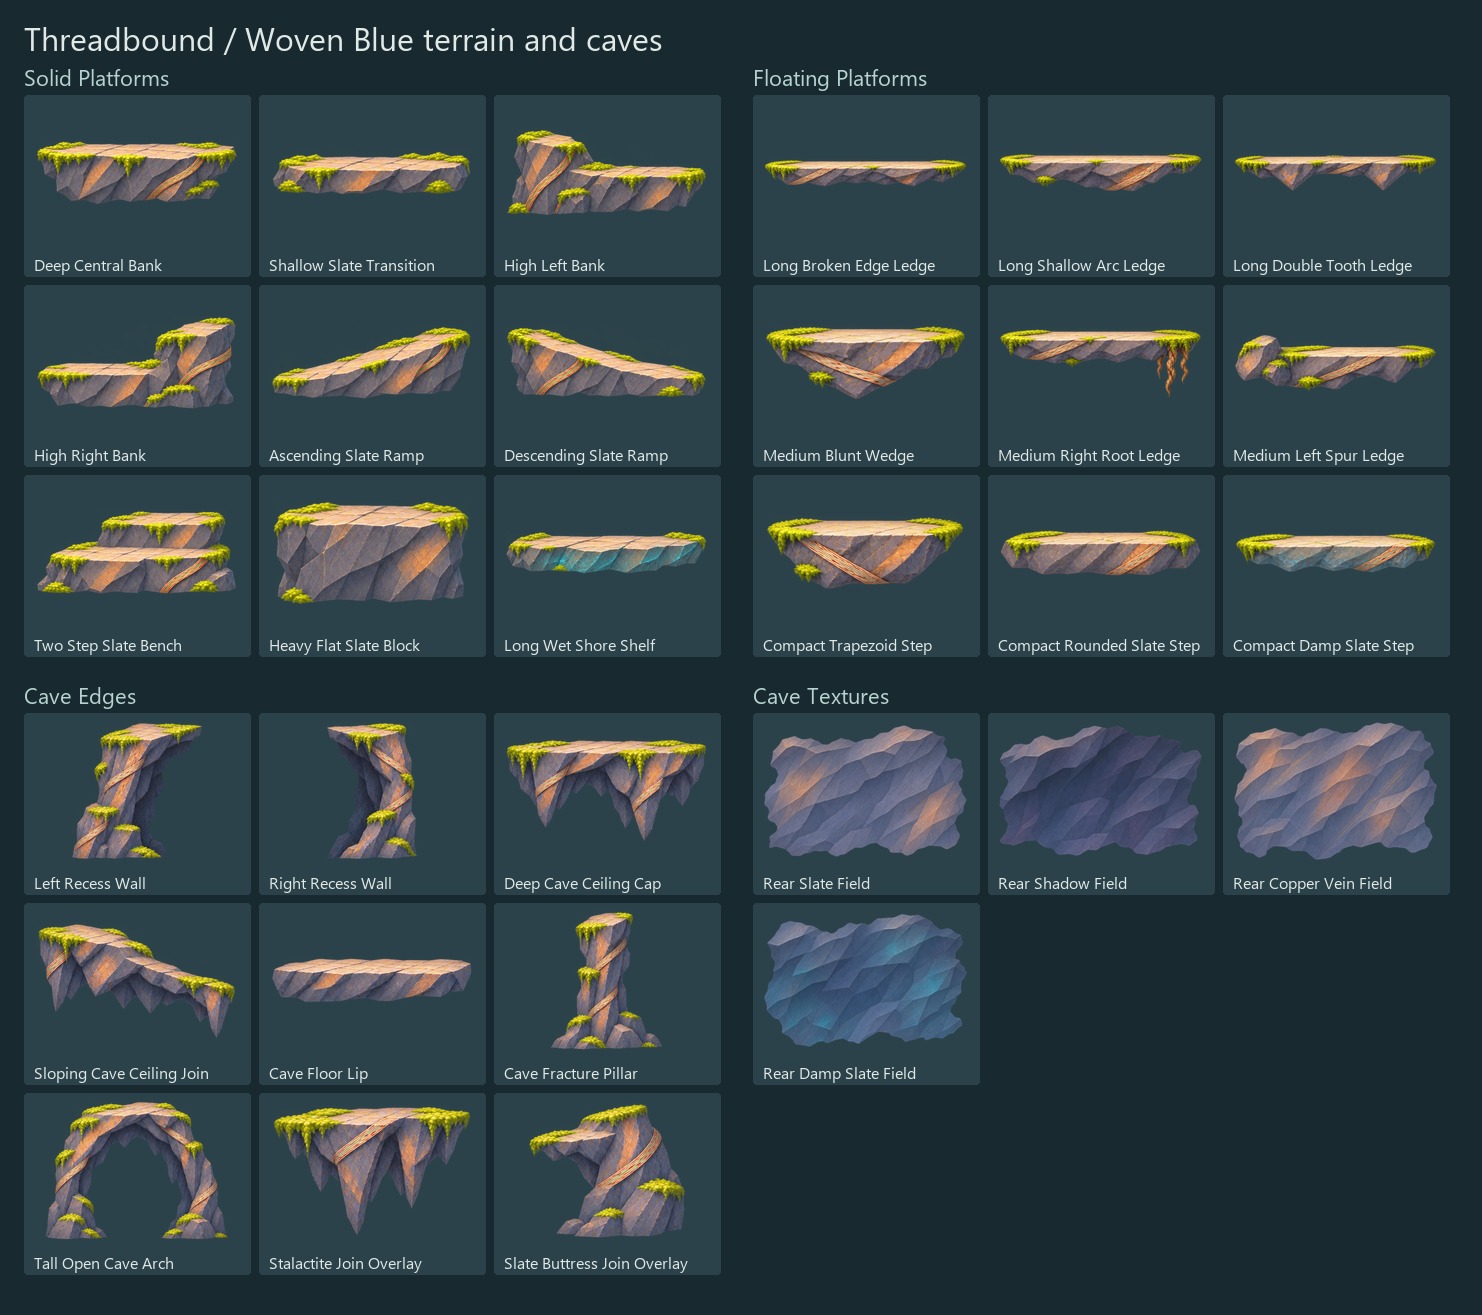 Threadbound / Woven Blue terrain and caves
Solid Platforms
Deep Central Bank
Shallow Slate Transition
High Left Bank
High Right Bank
Ascending Slate Ramp
Descending Slate Ramp
Two Step Slate Bench
Heavy Flat Slate Block
Long Wet Shore Shelf
Floating Platforms
Long Broken Edge Ledge
Long Shallow Arc Ledge
Long Double Tooth Ledge
Medium Blunt Wedge
Medium Right Root Ledge
Medium Left Spur Ledge
Compact Trapezoid Step
Compact Rounded Slate Step
Compact Damp Slate Step
Cave Edges
Left Recess Wall
Right Recess Wall
Deep Cave Ceiling Cap
Sloping Cave Ceiling Join
Cave Floor Lip
Cave Fracture Pillar
Tall Open Cave Arch
Stalactite Join Overlay
Slate Buttress Join Overlay
Cave Textures
Rear Slate Field
Rear Shadow Field
Rear Copper Vein Field
Rear Damp Slate Field